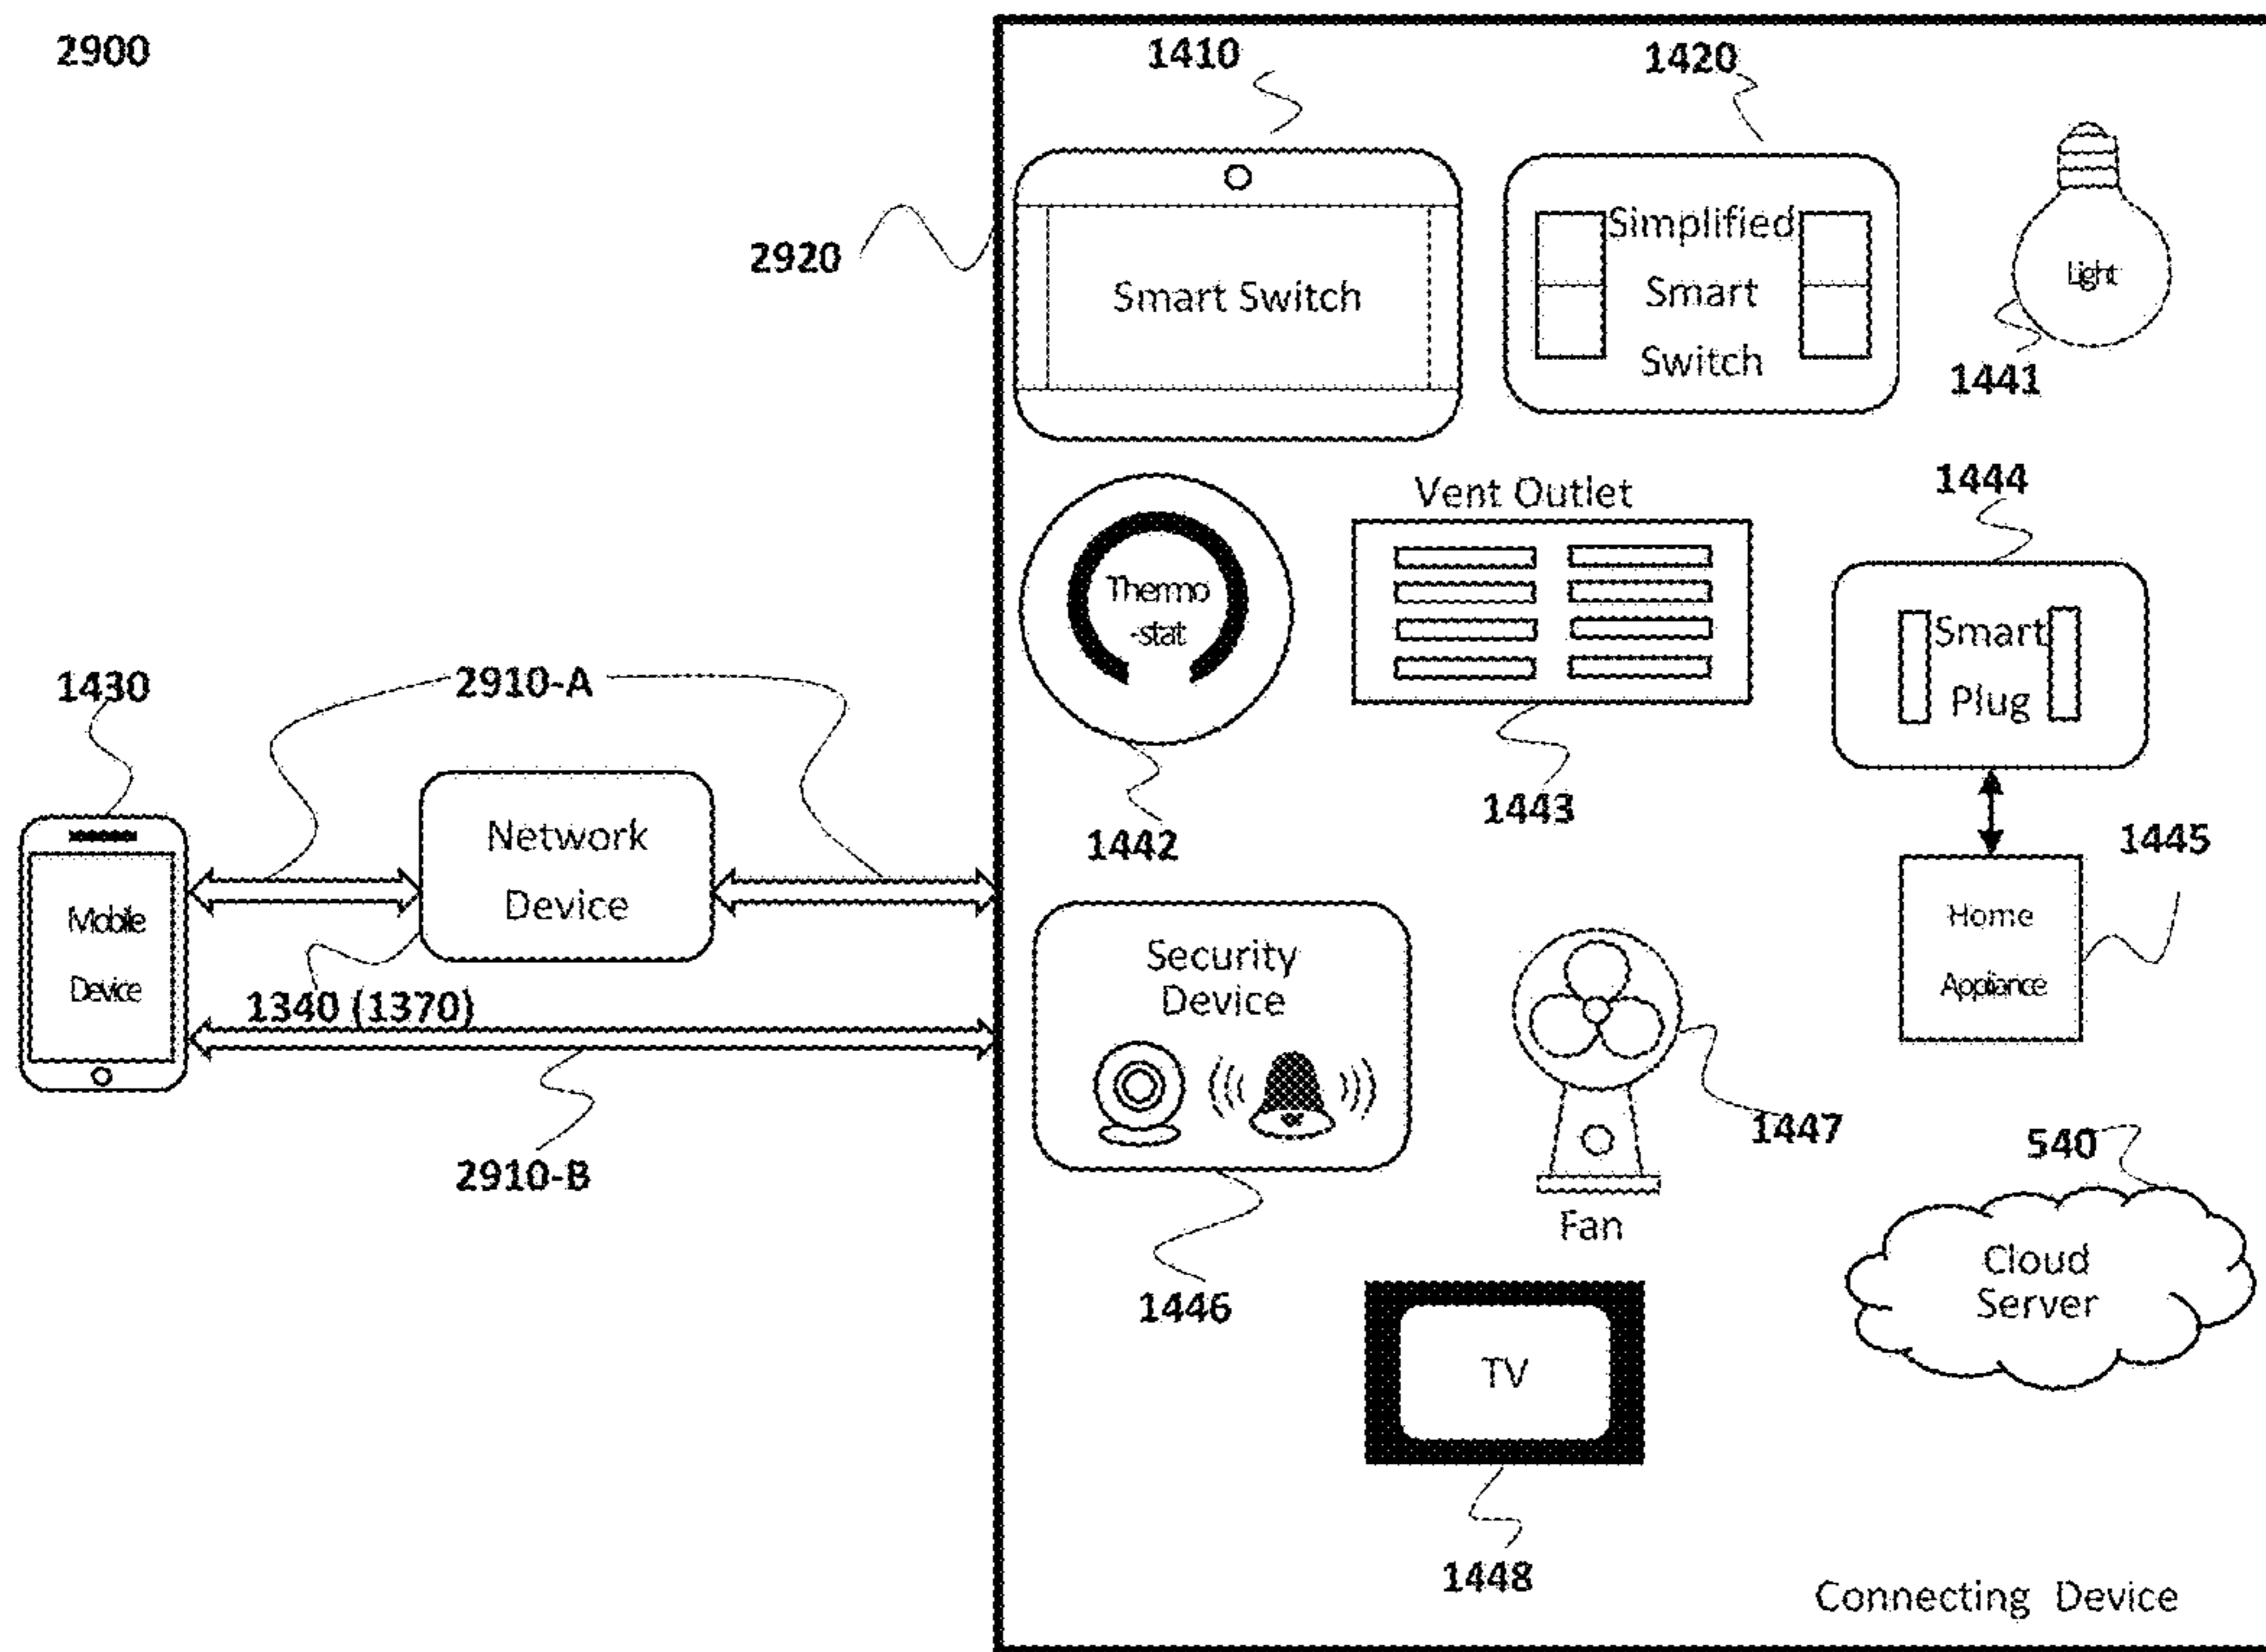 2900
1410
1420
2920
Smart Switch
Simplified
Smart
Switch
Light
1441
Vent Outlet
1444
Thermo
-stat
Smart
Plug
1442
1443
1445
Home
Appliance
1430
2910-A
Network
Device
Mobile
Device
1340 (1370)
2910-B
Security
Device
1446
1447
Fan
540
Cloud
Server
TV
1448
Connecting Device